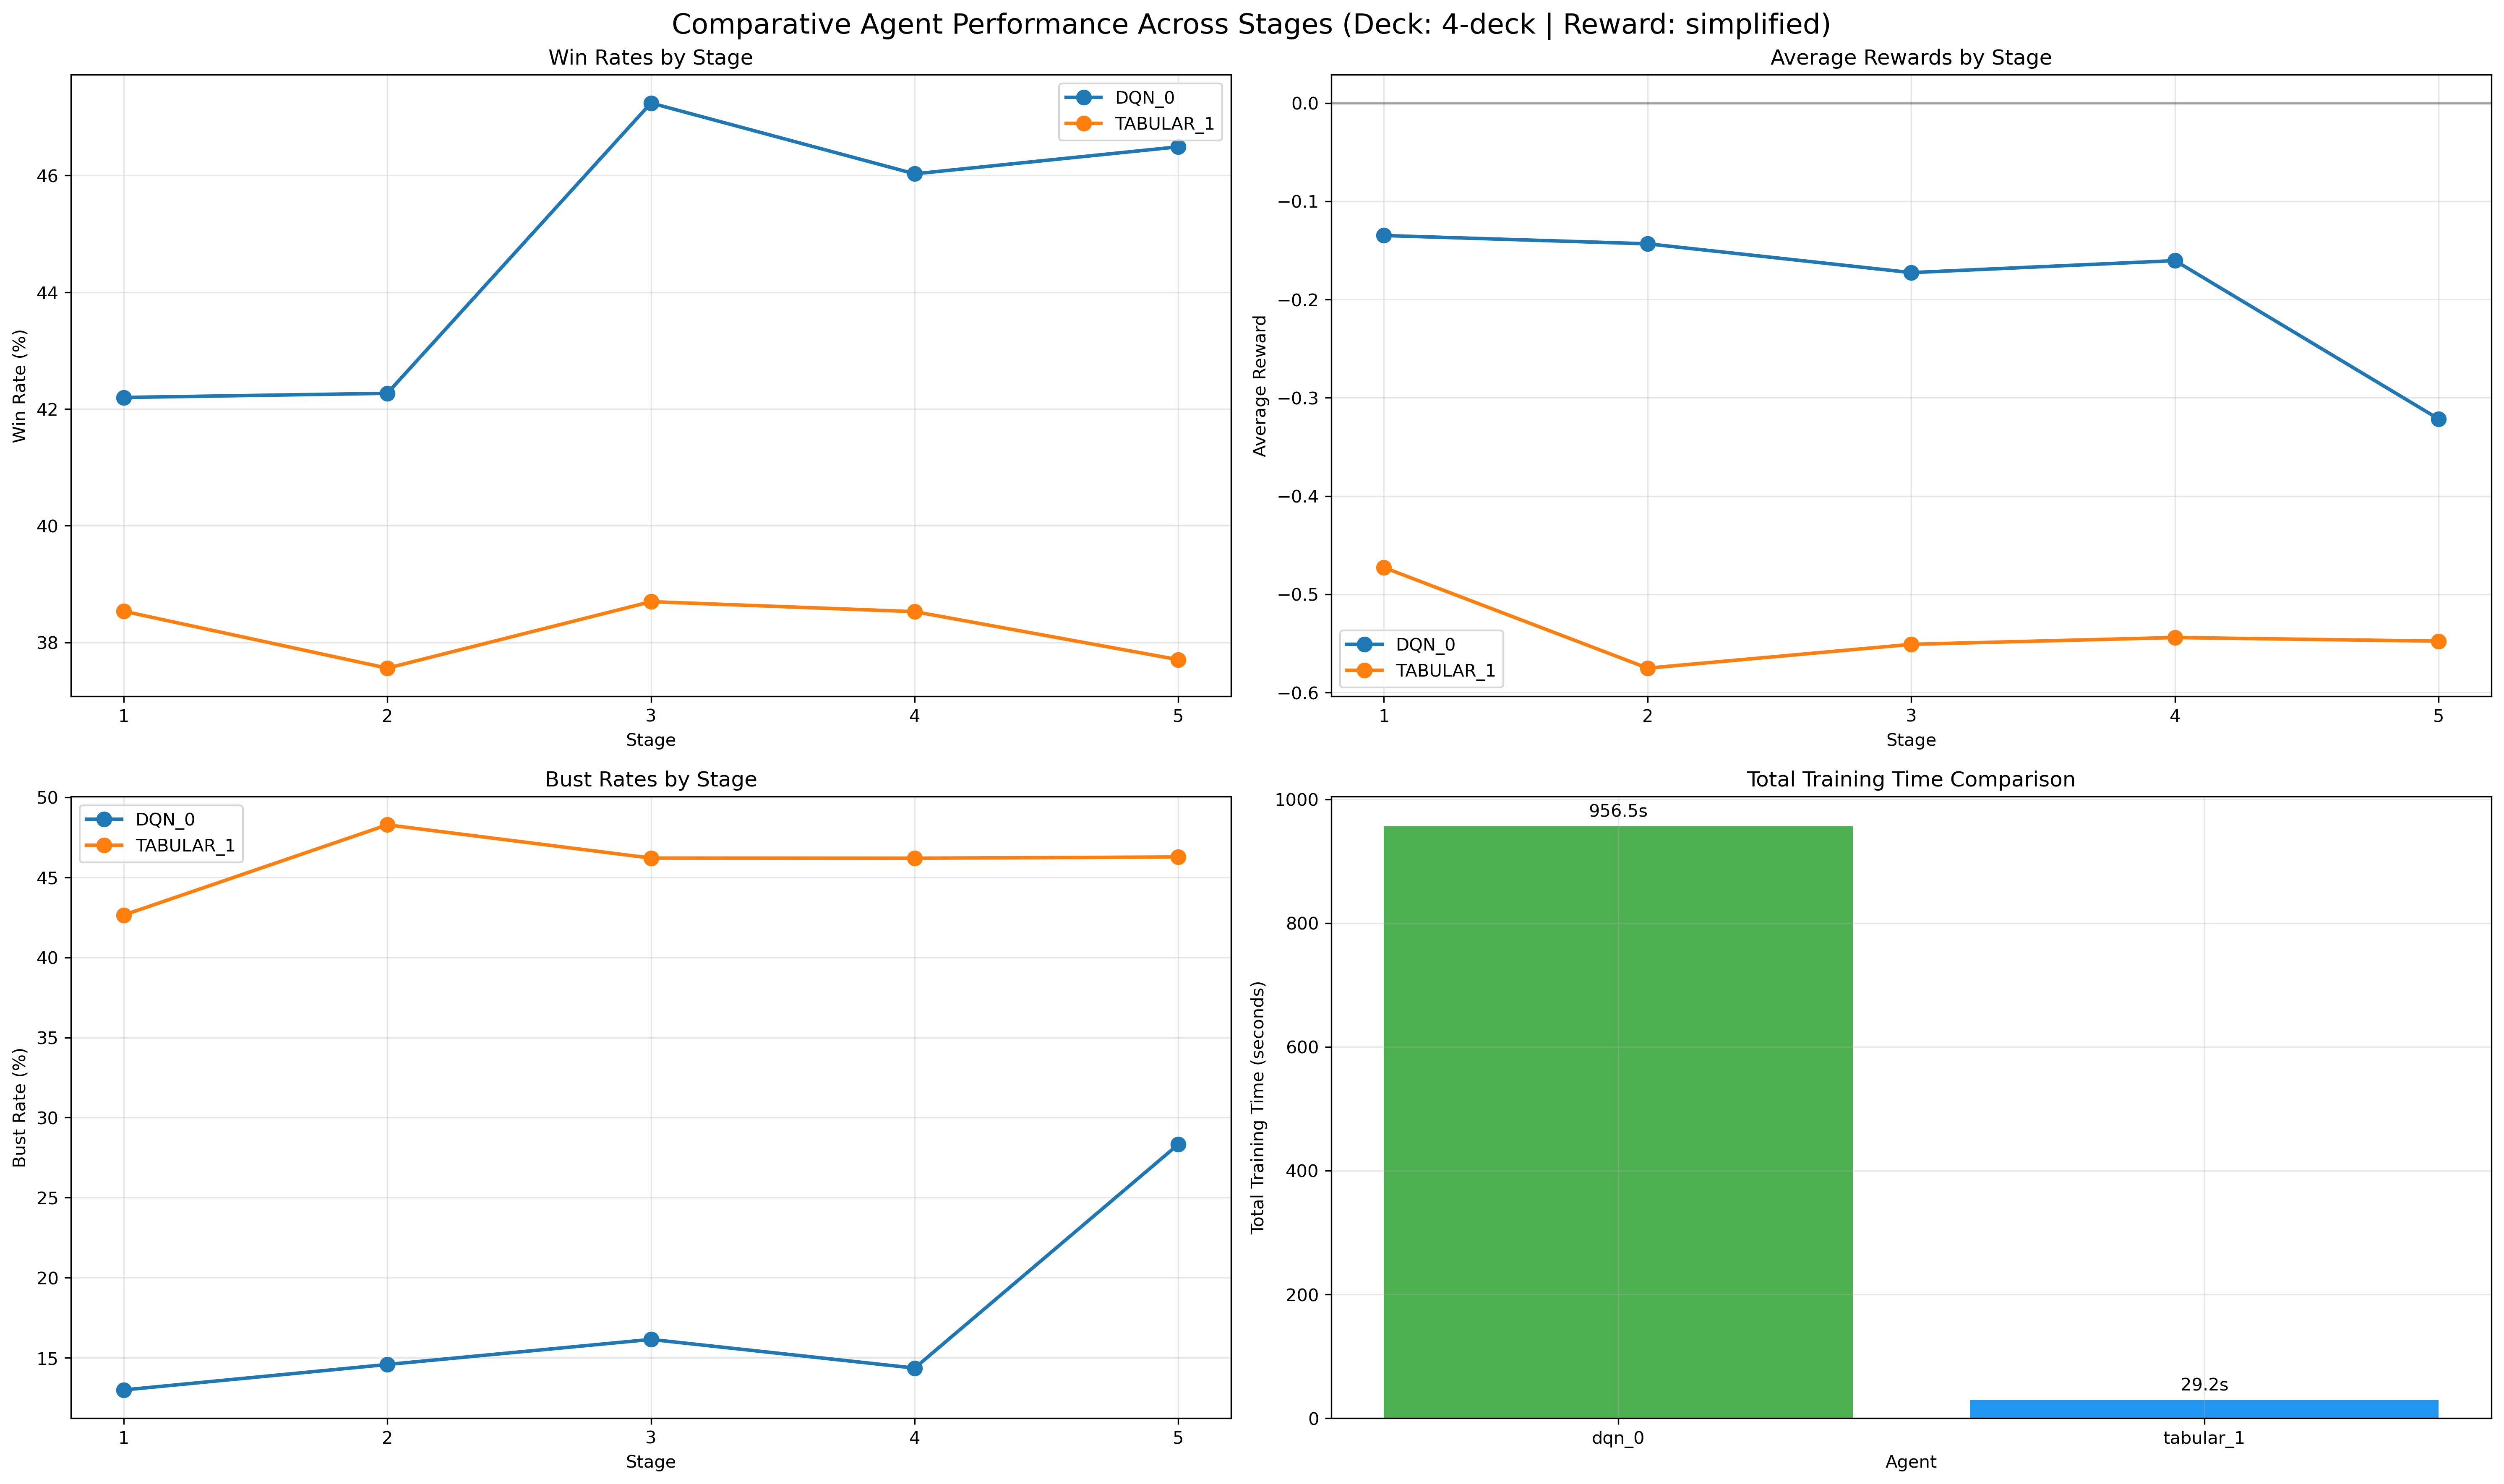 Comparative Agent Performance Across Stages (Deck: 4-deck | Reward: simplified)
Win Rates by Stage
Win Rate (%)
46
44
42
40
38
DQN_0
TABULAR_1
1 2 3 4 5
Stage
Average Rewards by Stage
Average Reward
0.0
−0.1
−0.2
−0.3
−0.4
−0.5
−0.6
DQN_0
TABULAR_1
1 2 3 4 5
Stage
Bust Rates by Stage
Bust Rate (%)
50
45
40
35
30
25
20
15
DQN_0
TABULAR_1
1 2 3 4 5
Stage
Total Training Time Comparison
Total Training Time (seconds)
1000
800
600
400
200
0
956.5s
29.2s
dqn_0 tabular_1
Agent